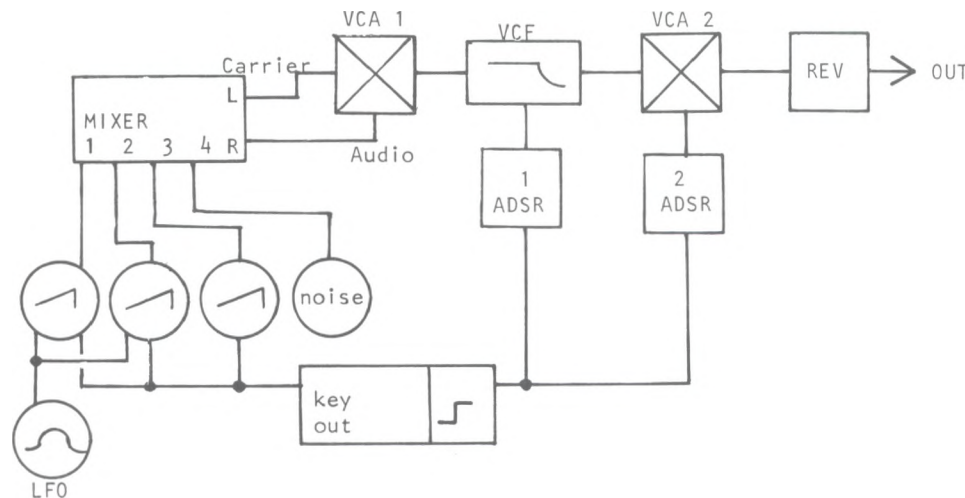 VCA 1
VCF
VCA 2
Carrier
L
REV
OUT
MIXER
1 2 3 4 R
Audio
1
ADSR
2
ADSR
noise
key
out
LFO